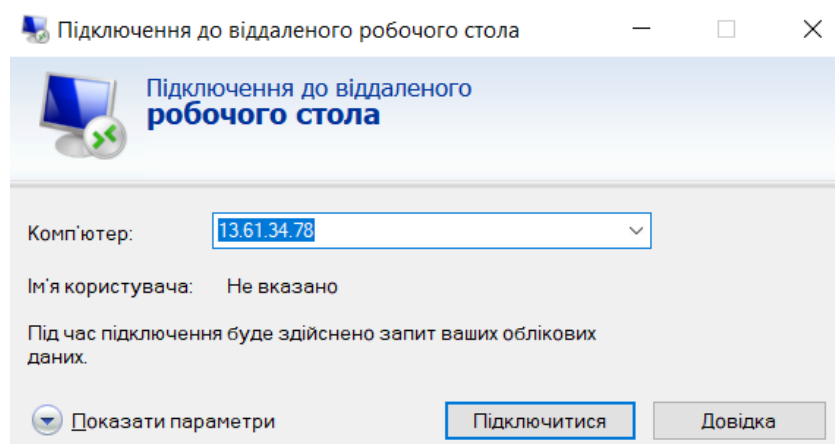 Підключення до віддаленого робочого стола
Підключення до віддаленого
робочого стола
Комп'ютер: 13.61.34.78
Ім'я користувача: Не вказано
Під час підключення буде здійснено запит ваших облікових
даних.
Показати параметри Підключитися Довідка